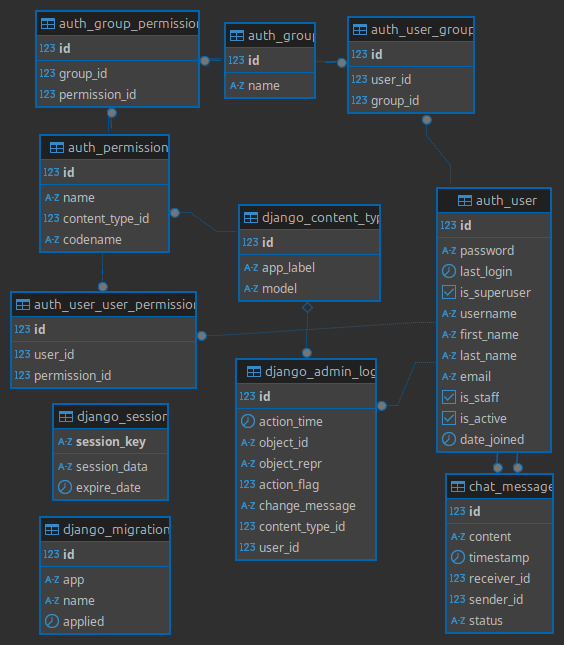 auth_group_permission
123 id
123 group_id
123 permission_id
auth_group
123 id
A-Z name
auth_user_group
123 id
123 user_id
123 group_id
auth_permission
123 id
A-Z name
123 content_type_id
A-Z codename
django_content_typ
123 id
A-Z app_label
A-Z model
auth_user
123 id
A-Z password
last_login
is_superuser
A-Z username
A-Z first_name
A-Z last_name
A-Z email
is_staff
is_active
date_joined
auth_user_user_permission
123 id
123 user_id
123 permission_id
django_admin_log
123 id
action_time
A-Z object_id
A-Z object_repr
123 action_flag
A-Z change_message
123 content_type_id
123 user_id
django_session
A-Z session_key
A-Z session_data
expire_date
chat_message
123 id
A-Z content
timestamp
123 receiver_id
123 sender_id
A-Z status
django_migration
123 id
A-Z app
A-Z name
applied